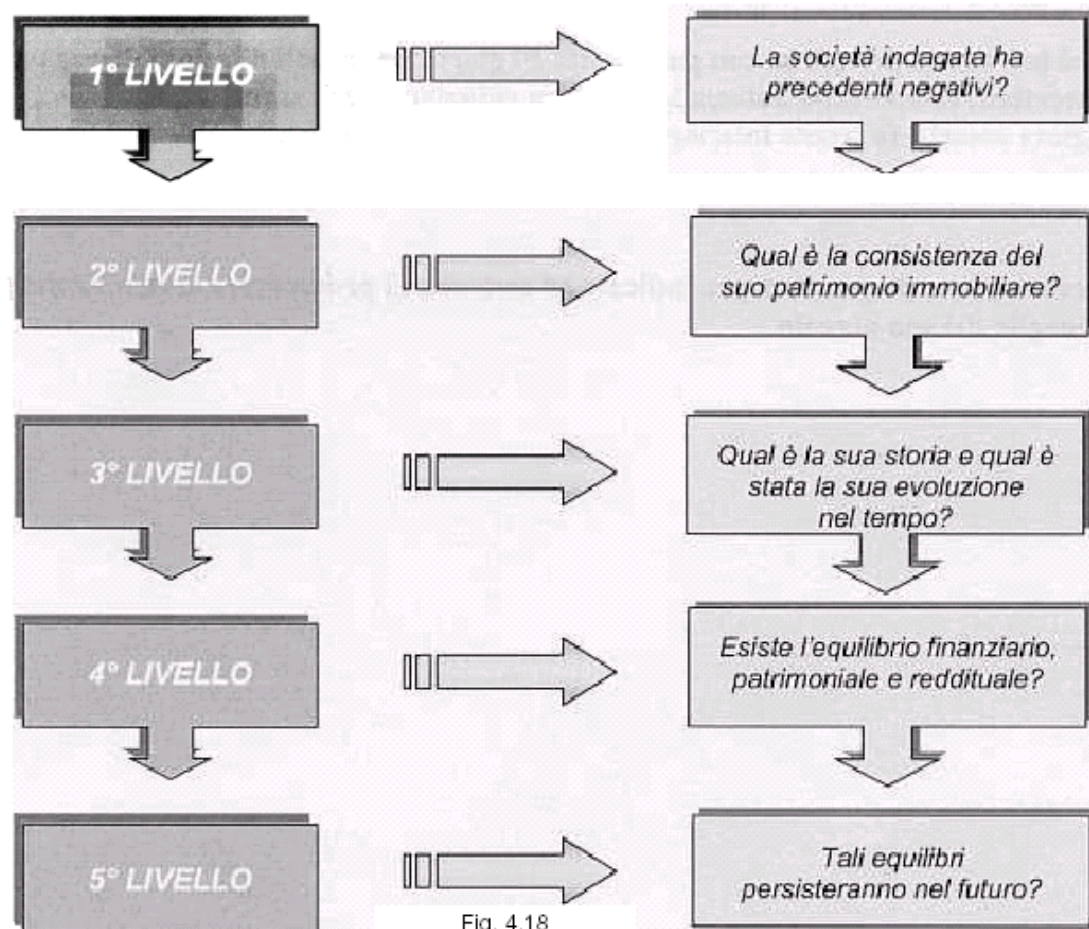 1° LIVELLO
La società indagata ha
precedenti negativi?
2° LIVELLO
Qual è la consistenza del
suo patrimonio immobiliare?
3° LIVELLO
Qual è la sua storia e qual è
stata la sua evoluzione
nel tempo?
4° LIVELLO
Esiste l'equilibrio finanziario,
patrimoniale e reddituale?
5° LIVELLO
Tali equilibri
persisteranno nel futuro?
Fig. 4.18